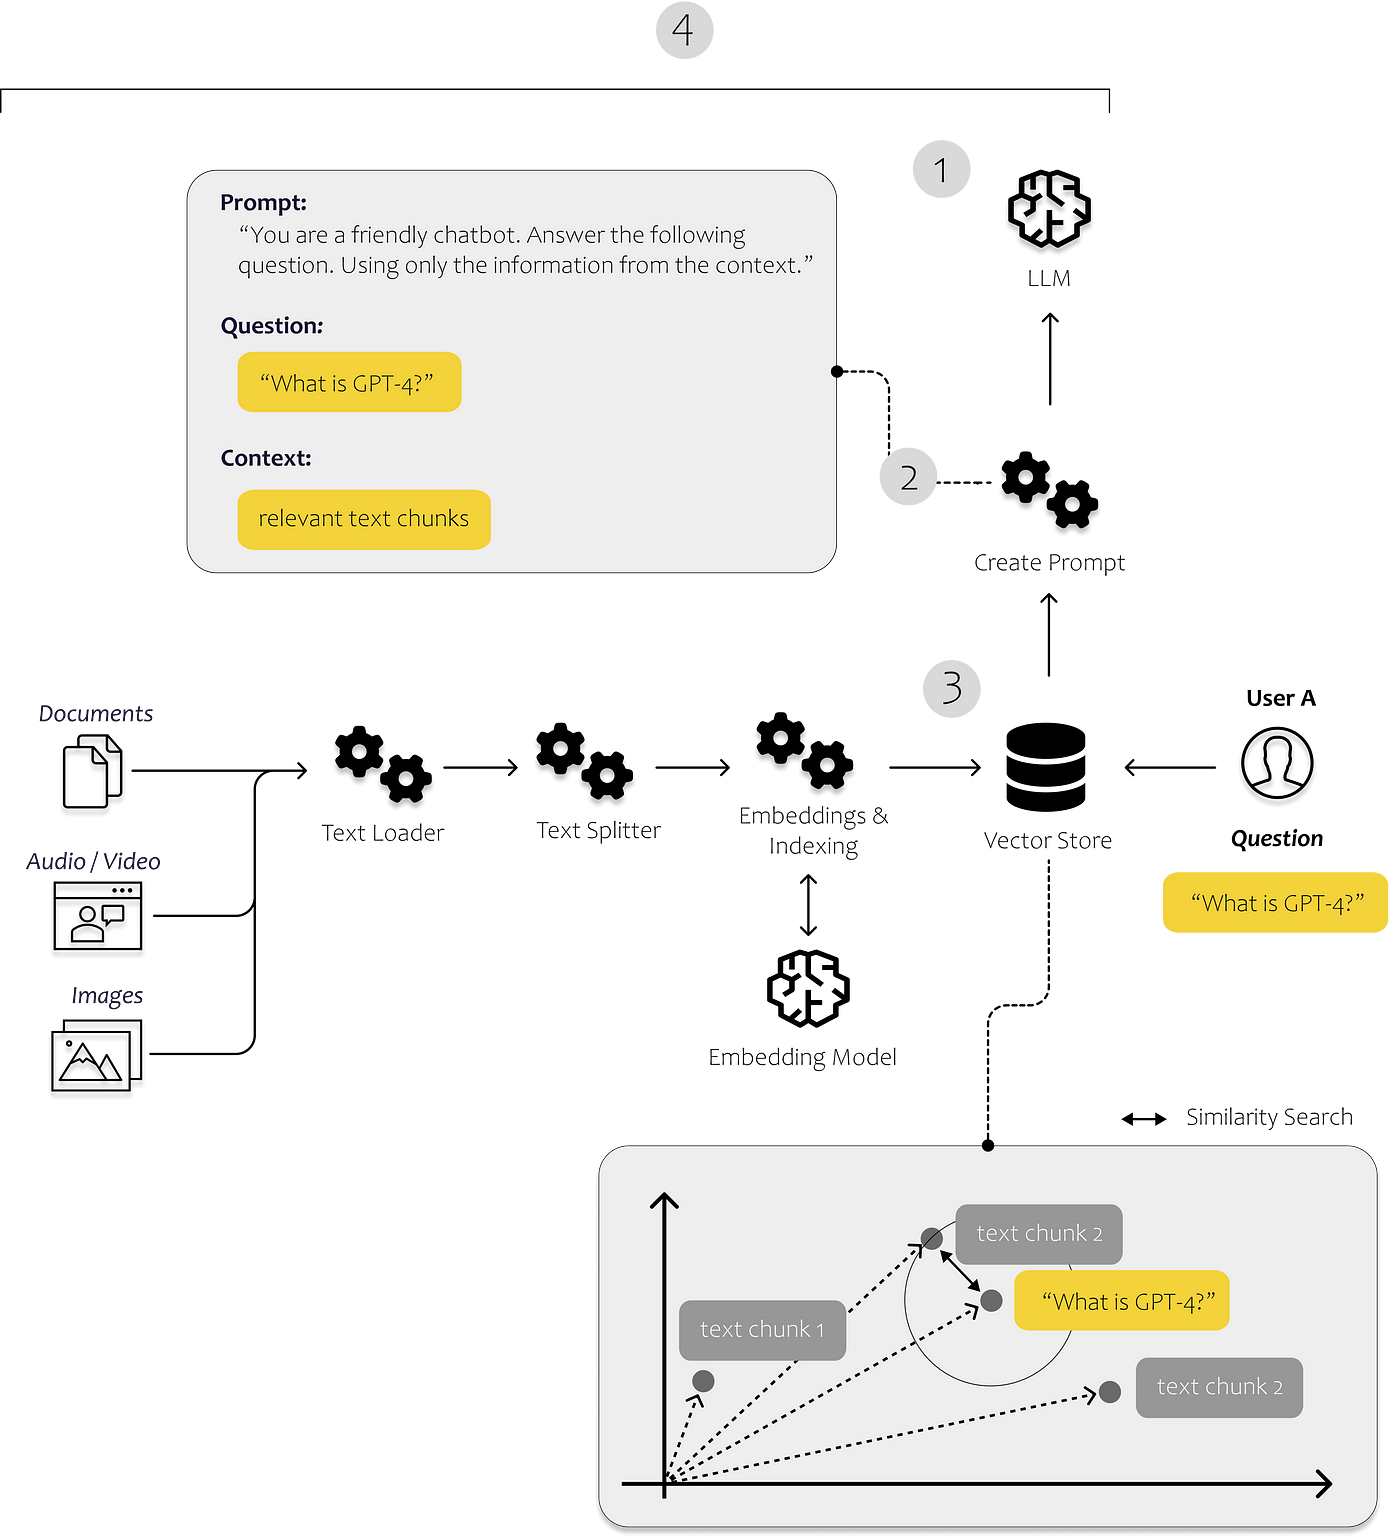 4
1
LLM
Prompt:
“You are a friendly chatbot. Answer the following
question. Using only the information from the context.”
Question:
“What is GPT-4?”
Context:
relevant text chunks
2
Create Prompt
3
Documents
Audio / Video
Images
Text Loader
Text Splitter
Embeddings &
Indexing
Embedding Model
Vector Store
User A
Question
“What is GPT-4?”
Similarity Search
text chunk 2
“What is GPT-4?”
text chunk 1
text chunk 2